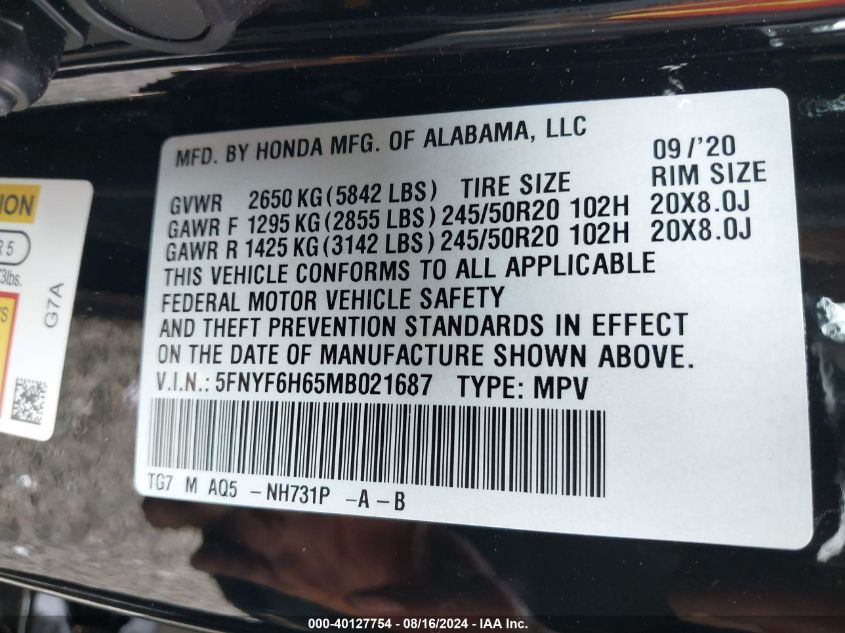 MFD. BY HONDA MFG. OF ALABAMA, LLC 09/'20
GVWR 2650 KG(5842 LBS) TIRE SIZE RIM SIZE
GAWR F 1295 KG(2855 LBS) 245/50R20 102H 20X8.0J
GAWR R 1425 KG(3142 LBS) 245/50R20 102H 20X8.0J
THIS VEHICLE CONFORMS TO ALL APPLICABLE
FEDERAL MOTOR VEHICLE SAFETY
AND THEFT PREVENTION STANDARDS IN EFFECT
ON THE DATE OF MANUFACTURE SHOWN ABOVE.
V.I.N.: 5FNYF6H65MB021687 TYPE: MPV
TG7 M AQ5 -NH731P -A -B
G7A
000-40127754 - 08/16/2024 - IAA Inc.